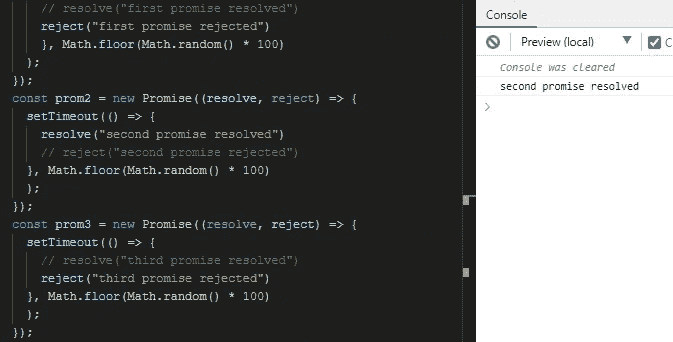 // resolve("first promise resolved")
reject("first promise rejected")
}, Math.floor(Math.random() * 100)
);
});
const prom2 = new Promise((resolve, reject) => {
setTimeout(() => {
resolve("second promise resolved")
// reject("second promise rejected")
}, Math.floor(Math.random() * 100)
);
});
const prom3 = new Promise((resolve, reject) => {
setTimeout(() => {
// resolve("third promise resolved")
reject("third promise rejected")
}, Math.floor(Math.random() * 100)
);
});
Console
Preview (local)
C
Console was cleared
second promise resolved
>